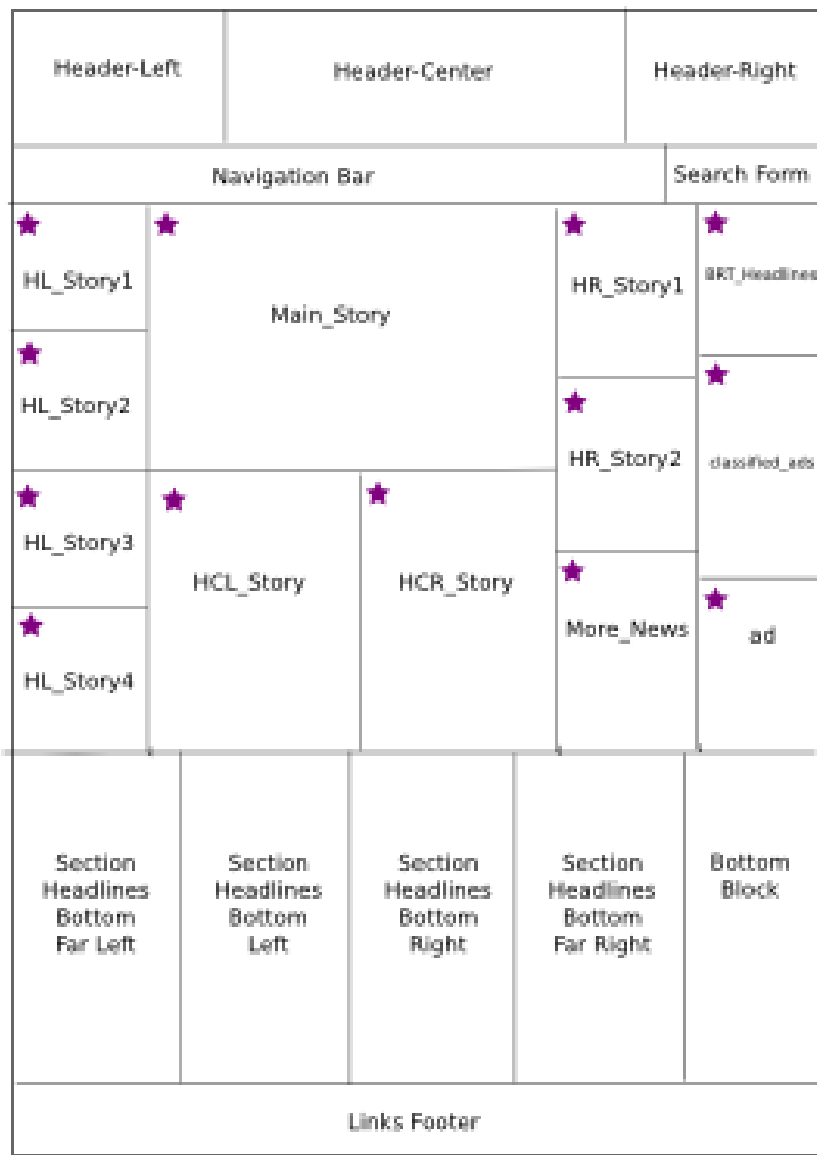 Header-Left
Header-Center
Header-Right
Navigation Bar
Search Form
HL_Story1
Main_Story
HR_Story1
BRT_Headlines
HL_Story2
HR_Story2
classified_ads
HL_Story3
HCL_Story
HCR_Story
More_News
ad
HL_Story4
Section
Headlines
Bottom
Far Left
Section
Headlines
Bottom
Left
Section
Headlines
Bottom
Right
Section
Headlines
Bottom
Far Right
Bottom
Block
Links Footer